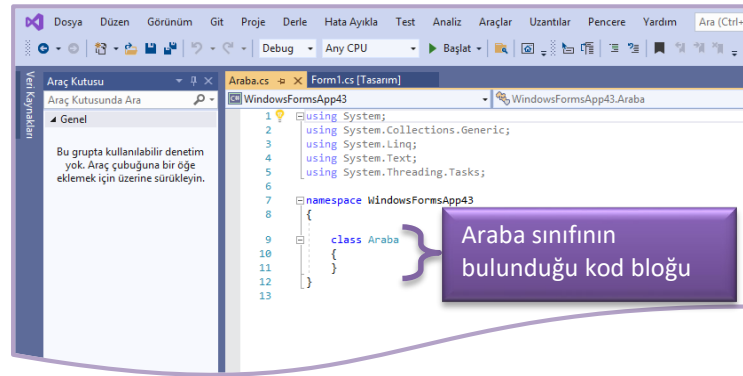 Dosya Düzen Görünüm Git Proje Derle Hata Ayıkla Test Analiz Araçlar Uzantılar Pencere Yardım Ara (Ctrl+
Debug Any CPU Başlat
Veri Kaynakları
Araç Kutusu
Araç Kutusunda Ara
Genel
Bu grupta kullanılabilir denetim
yok. Araç çubuğuna bir öğe
eklemek için üzerine sürükleyin.
Araba.cs Form1.cs [Tasarım]
WindowsFormsApp43 WindowsFormsApp43.Araba
1 using System;
2 using System.Collections.Generic;
3 using System.Linq;
4 using System.Text;
5 using System.Threading.Tasks;
6
7 namespace WindowsFormsApp43
8 {
9 class Araba
10 {
11 }
12 }
13
Araba sınıfının
bulunduğu kod bloğu